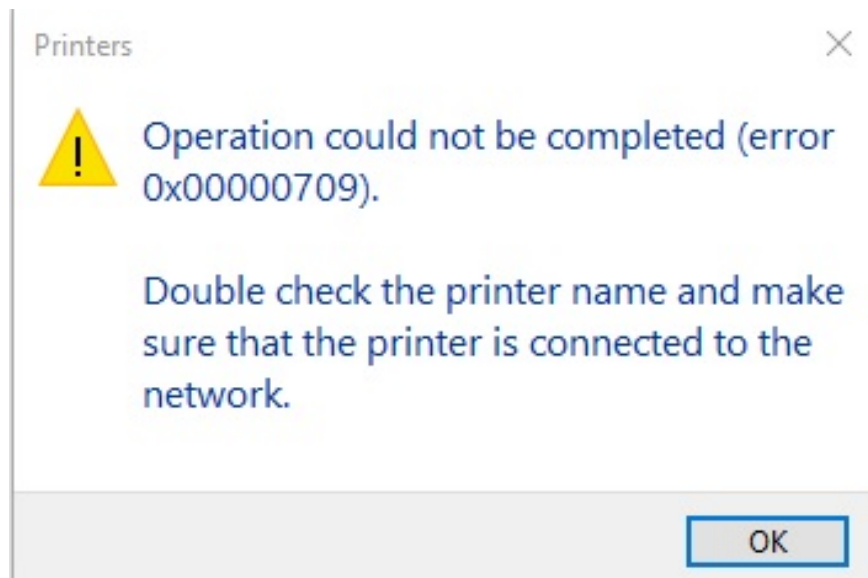 Printers
Operation could not be completed (error
0x00000709).
Double check the printer name and make
sure that the printer is connected to the
network.
OK